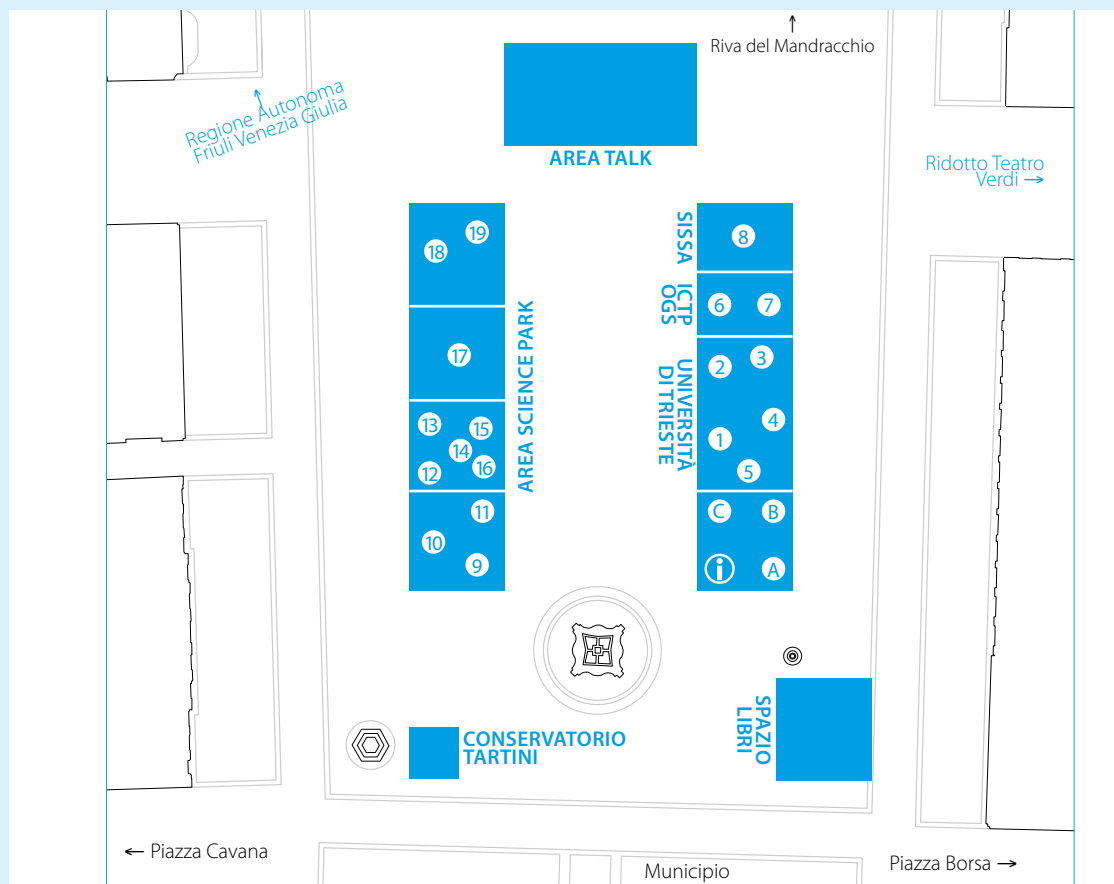 Riva del Mandracchio
Regione Autonoma
Friuli Venezia Giulia
AREA TALK
Ridotto Teatro
Verdi →
18
19
17
13
15
14
12
16
11
10
9
AREA SCIENCE PARK
SISSA
8
ICTP
OGS
6
7
UNIVERSITÀ
DI TRIESTE
2
3
4
1
5
C
B
i
A
CONSERVATORIO
TARTINI
SPAZIO
LIBRI
← Piazza Cavana
Municipio
Piazza Borsa →